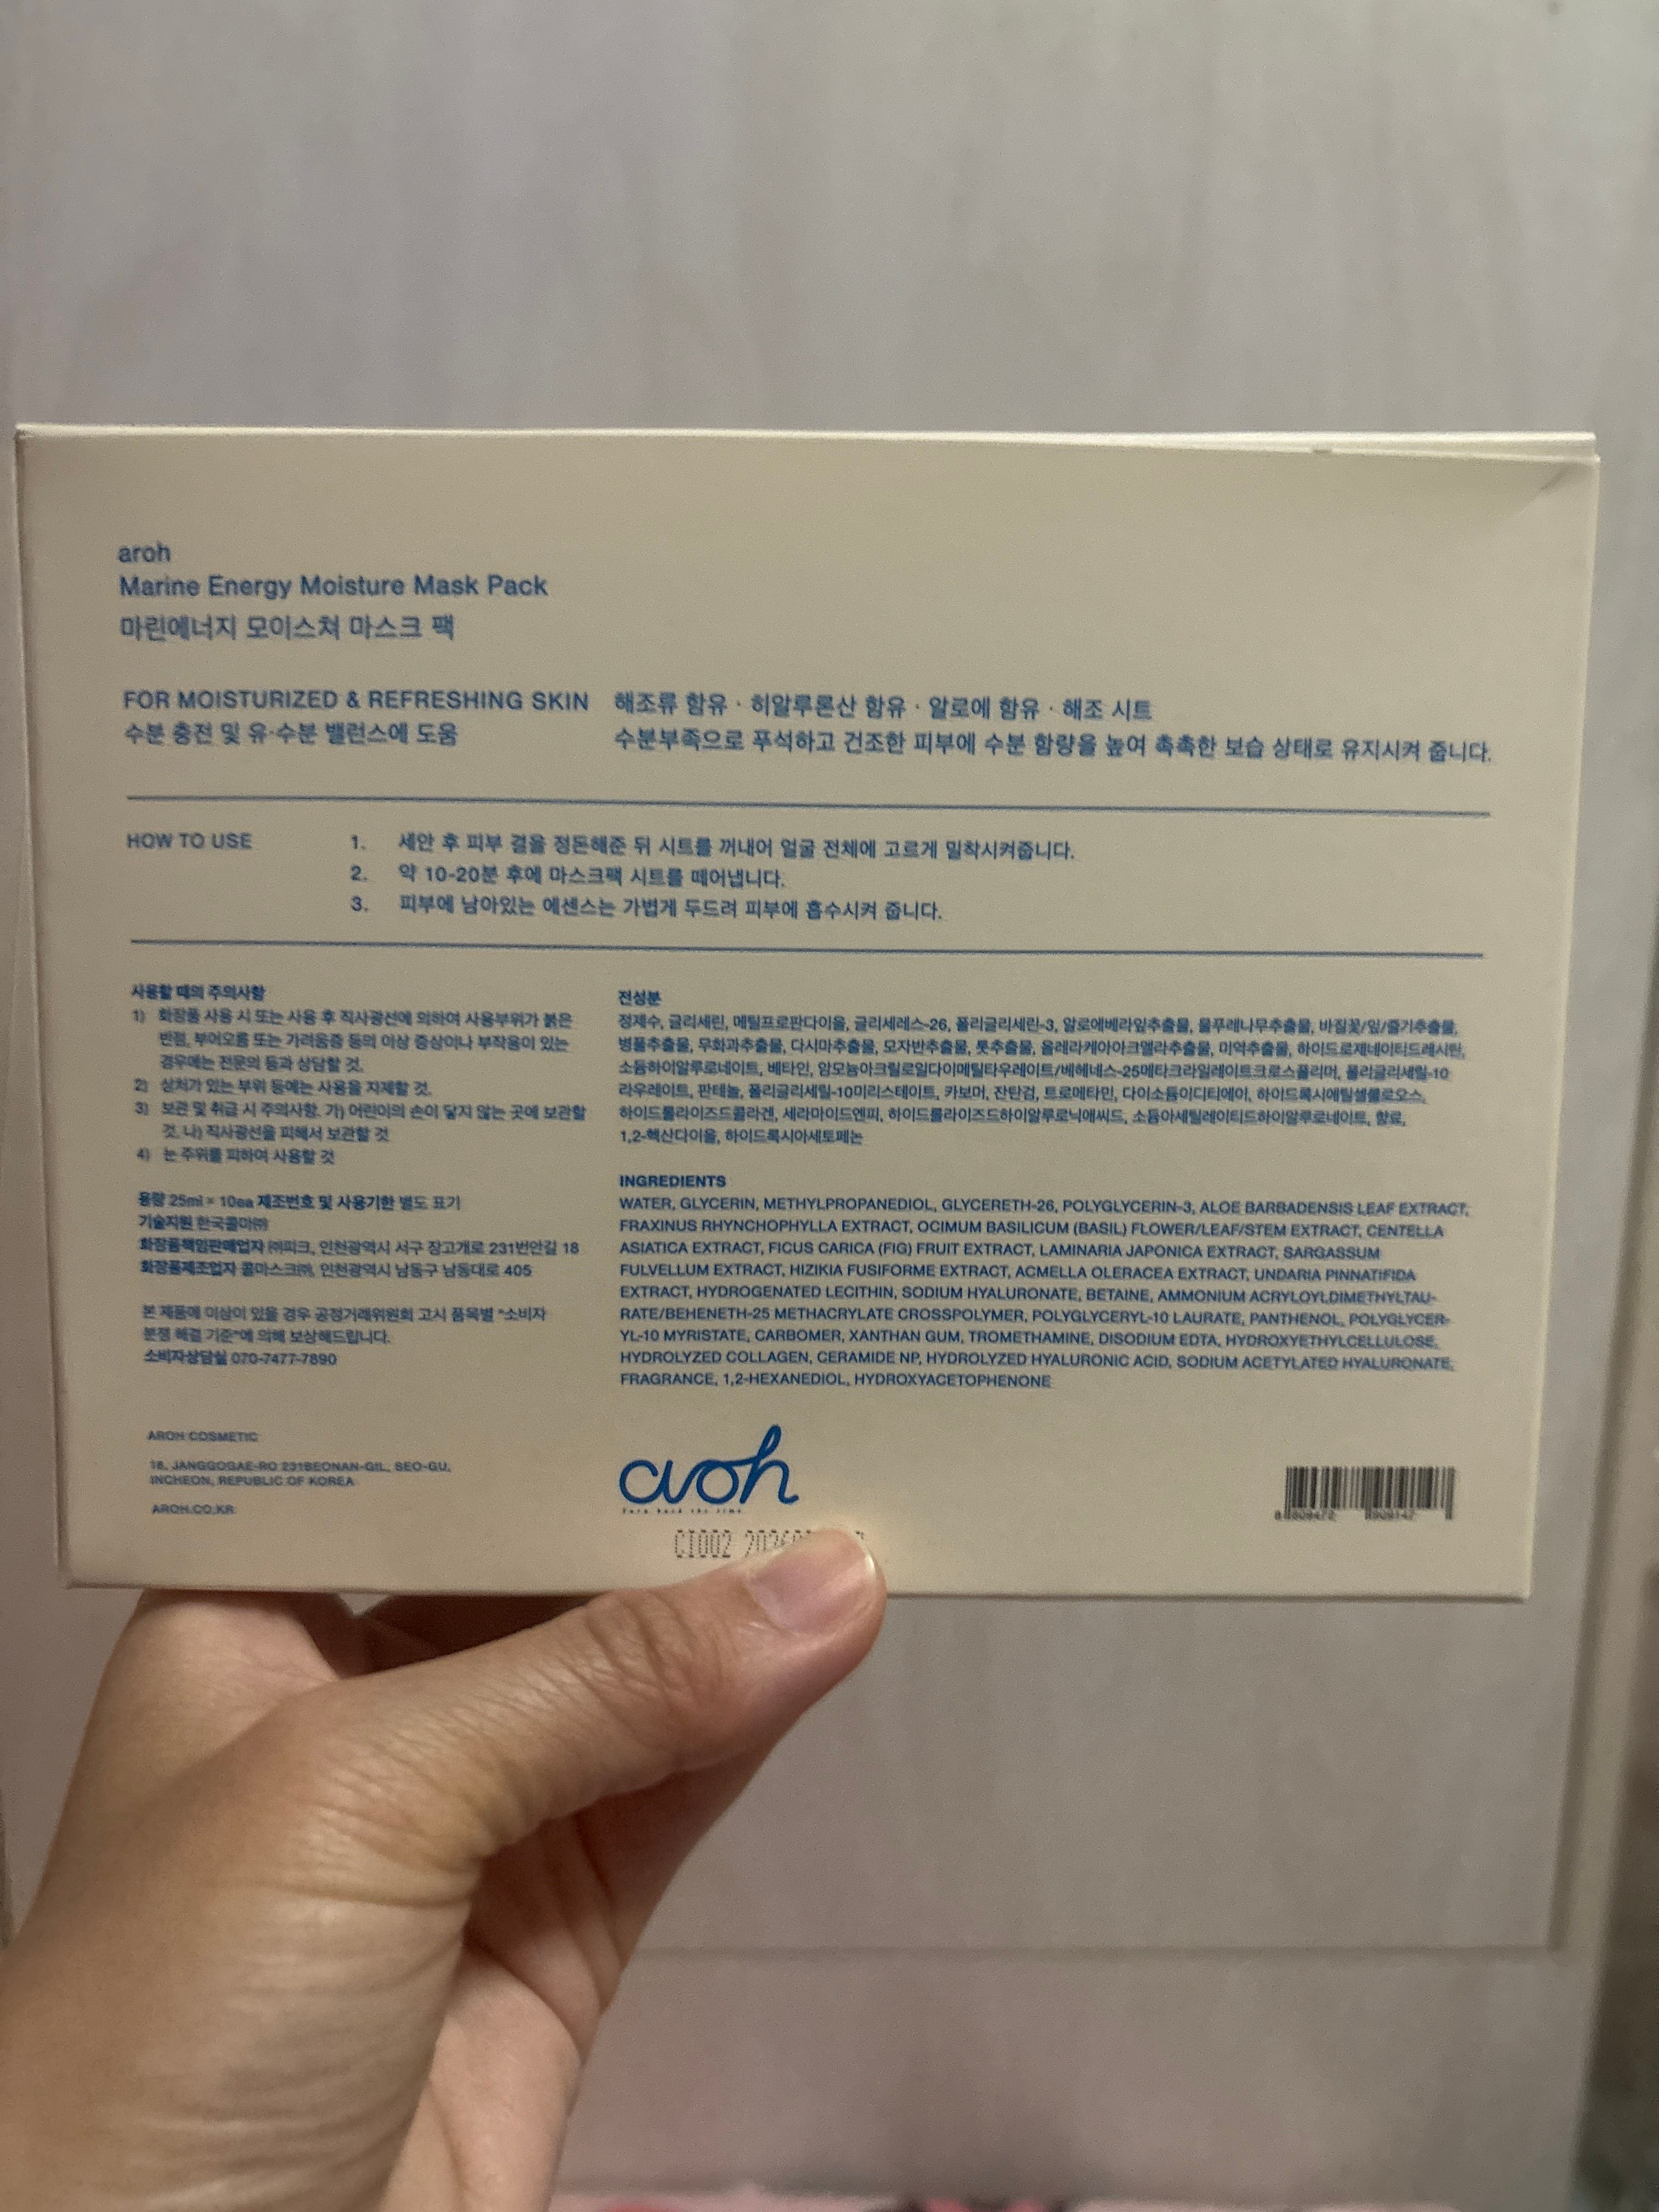 aroh
Marine Energy Moisture Mask Pack
마린에너지 모이스쳐 마스크 팩
FOR MOISTURIZED & REFRESHING SKIN
수분 충전 및 유·수분 밸런스에 도움
해조류 함유 · 히알루론산 함유 · 알로에 함유 · 해조 시트
수분부족으로 푸석하고 건조한 피부에 수분 함량을 높여 촉촉한 보습 상태로 유지시켜 줍니다.
HOW TO USE
1. 세안 후 피부 결을 정돈해준 뒤 시트를 꺼내어 얼굴 전체에 고르게 밀착시켜줍니다.
2. 약 10-20분 후에 마스크팩 시트를 떼어냅니다.
3. 피부에 남아있는 에센스는 가볍게 두드려 피부에 흡수시켜 줍니다.
사용할 때의 주의사항
1) 화장품 사용 시 또는 사용 후 직사광선에 의하여 사용부위가 붉은
반점, 부어오름 또는 가려움증 등의 이상 증상이나 부작용이 있는
경우에는 전문의 등과 상담할 것.
2) 상처가 있는 부위 등에는 사용을 자제할 것.
3) 보관 및 취급 시 주의사항. 가) 어린이의 손이 닿지 않는 곳에 보관할
것. 나) 직사광선을 피해서 보관할 것
4) 눈 주위를 피하여 사용할 것
용량 25ml × 10ea 제조번호 및 사용기한 별도 표기
기술지원 한국콜마㈜
화장품책임판매업자 ㈜피크, 인천광역시 서구 장고개로 231번안길 18
화장품제조업자 콜마스크㈜, 인천광역시 남동구 남동대로 405
본 제품에 이상이 있을 경우 공정거래위원회 고시 품목별 "소비자
분쟁 해결 기준"에 의해 보상해드립니다.
소비자상담실 070-7477-7890
전성분
정제수, 글리세린, 메틸프로판다이올, 글리세레스-26, 폴리글리세린-3, 알로에베라잎추출물, 물푸레나무추출물, 바질꽃/잎/줄기추출물,
병풀추출물, 무화과추출물, 다시마추출물, 모자반추출물, 톳추출물, 올레라케아아크멜라추출물, 미역추출물, 하이드로제네이티드레시틴,
소듐하이알루로네이트, 베타인, 암모늄아크릴로일다이메틸타우레이트/베헤네스-25메타크라일레이트크로스폴리머, 폴리글리세릴-10
라우레이트, 판테놀, 폴리글리세릴-10미리스테이트, 카보머, 잔탄검, 트로메타민, 다이소듐이디티에이, 하이드록시에틸셀룰로오스,
하이드롤라이즈드콜라겐, 세라마이드엔피, 하이드롤라이즈드하이알루로닉애씨드, 소듐아세틸레이티드하이알루로네이트, 향료,
1,2-헥산다이올, 하이드록시아세토페논
INGREDIENTS
WATER, GLYCERIN, METHYLPROPANEDIOL, GLYCERETH-26, POLYGLYCERIN-3, ALOE BARBADENSIS LEAF EXTRACT,
FRAXINUS RHYNCHOPHYLLA EXTRACT, OCIMUM BASILICUM (BASIL) FLOWER/LEAF/STEM EXTRACT, CENTELLA
ASIATICA EXTRACT, FICUS CARICA (FIG) FRUIT EXTRACT, LAMINARIA JAPONICA EXTRACT, SARGASSUM
FULVELLUM EXTRACT, HIZIKIA FUSIFORME EXTRACT, ACMELLA OLERACEA EXTRACT, UNDARIA PINNATIFIDA
EXTRACT, HYDROGENATED LECITHIN, SODIUM HYALURONATE, BETAINE, AMMONIUM ACRYLOYLDIMETHYLTAU-
RATE/BEHENETH-25 METHACRYLATE CROSSPOLYMER, POLYGLYCERYL-10 LAURATE, PANTHENOL, POLYGLYCER-
YL-10 MYRISTATE, CARBOMER, XANTHAN GUM, TROMETHAMINE, DISODIUM EDTA, HYDROXYETHYLCELLULOSE,
HYDROLYZED COLLAGEN, CERAMIDE NP, HYDROLYZED HYALURONIC ACID, SODIUM ACETYLATED HYALURONATE,
FRAGRANCE, 1,2-HEXANEDIOL, HYDROXYACETOPHENONE
AROH COSMETIC
18, JANGGOGAE-RO 231BEONAN-GIL, SEO-GU,
INCHEON, REPUBLIC OF KOREA
AROH.CO.KR
aroh
CI002